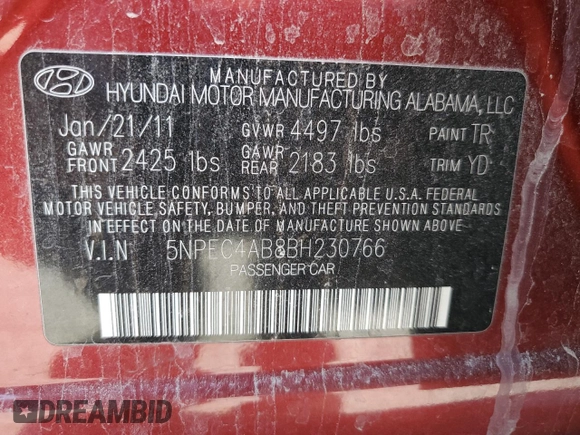 MANUFACTURED BY
HYUNDAI MOTOR MANUFACTURING ALABAMA, LLC
Jan/21/11 GVWR 4497 lbs PAINT TR
GAWR FRONT 2425 lbs GAWR REAR 2183 lbs TRIM YD
THIS VEHICLE CONFORMS TO ALL APPLICABLE U.S.A. FEDERAL
MOTOR VEHICLE SAFETY, BUMPER, AND THEFT PREVENTION STANDARDS
IN EFFECT ON THE DATE OF MANUFACTURE SHOWN ABOVE
V.I.N 5NPEC4AB8BH230766
PASSENGER CAR
DREAMBID